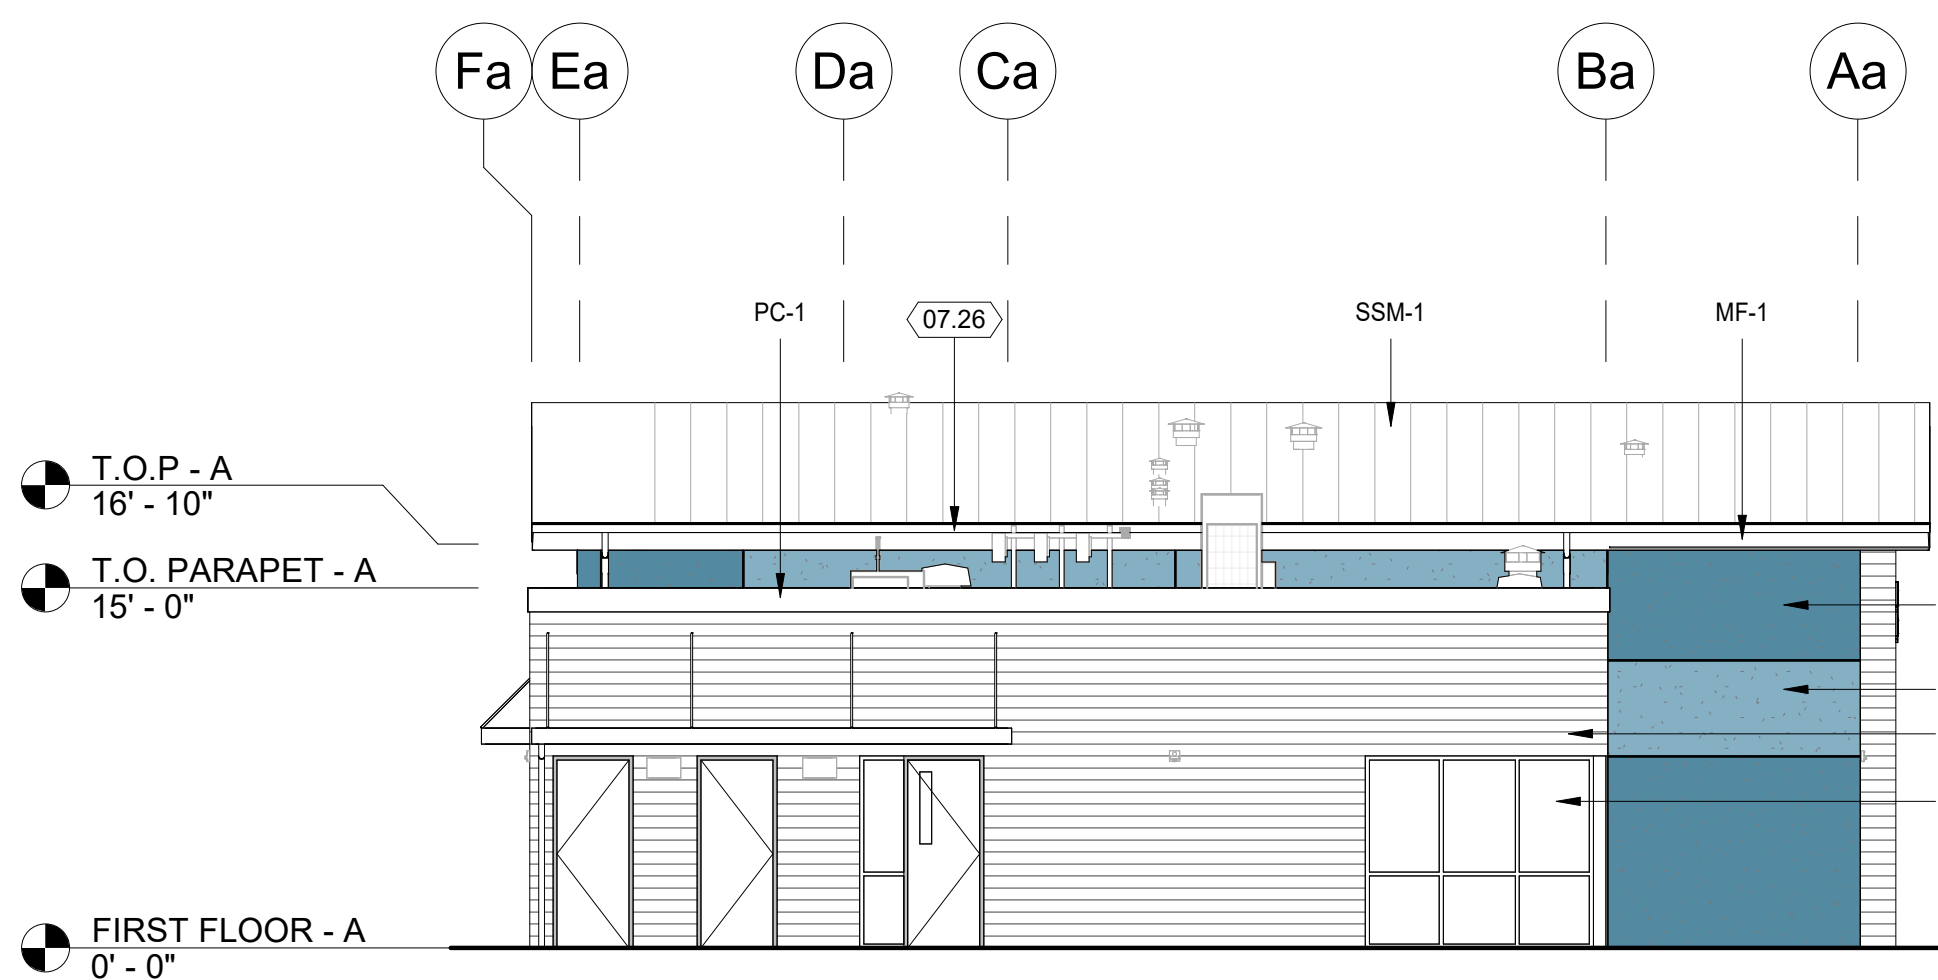 Fa Ea Da Ca Ba Aa
PC-1 07.26 SSM-1 MF-1
T.O.P - A
16' - 10"
T.O. PARAPET - A
15' - 0"
FIRST FLOOR - A
0' - 0"